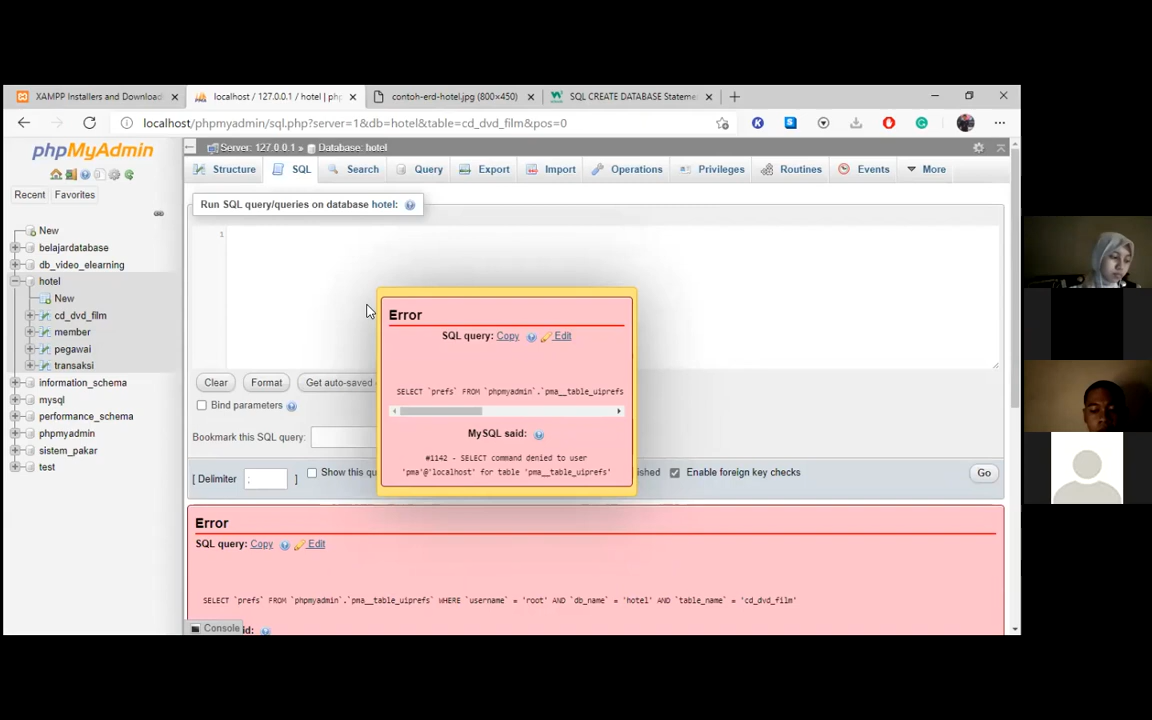 XAMPP Installers and Download
localhost / 127.0.0.1 / hotel | ph
contoh-erd-hotel.jpg (800×450)
SQL CREATE DATABASE Stateme
localhost/phpmyadmin/sql.php?server=1&db=hotel&table=cd_dvd_film&pos=0
phpMyAdmin
Recent
Favorites
New
belajardatabase
db_video_elearning
hotel
New
cd_dvd_film
member
pegawai
transaksi
information_schema
mysql
performance_schema
phpmyadmin
sistem_pakar
test
Server: 127.0.0.1 » Database: hotel
Structure
SQL
Search
Query
Export
Import
Operations
Privileges
Routines
Events
More
Run SQL query/queries on database hotel:
1
Clear
Format
Get auto-saved
Bind parameters
Bookmark this SQL query:
[ Delimiter ; ]
Show this qu
ished
Enable foreign key checks
Go
Error
SQL query: Copy Edit
SELECT `prefs` FROM `phpmyadmin`.`pma__table_uiprefs
MySQL said:
#1142 - SELECT command denied to user
'pma'@'localhost' for table 'pma__table_uiprefs'
Error
SQL query: Copy Edit
SELECT `prefs` FROM `phpmyadmin`.`pma__table_uiprefs` WHERE `username` = 'root' AND `db_name` = 'hotel' AND `table_name` = 'cd_dvd_film'
Console
id: